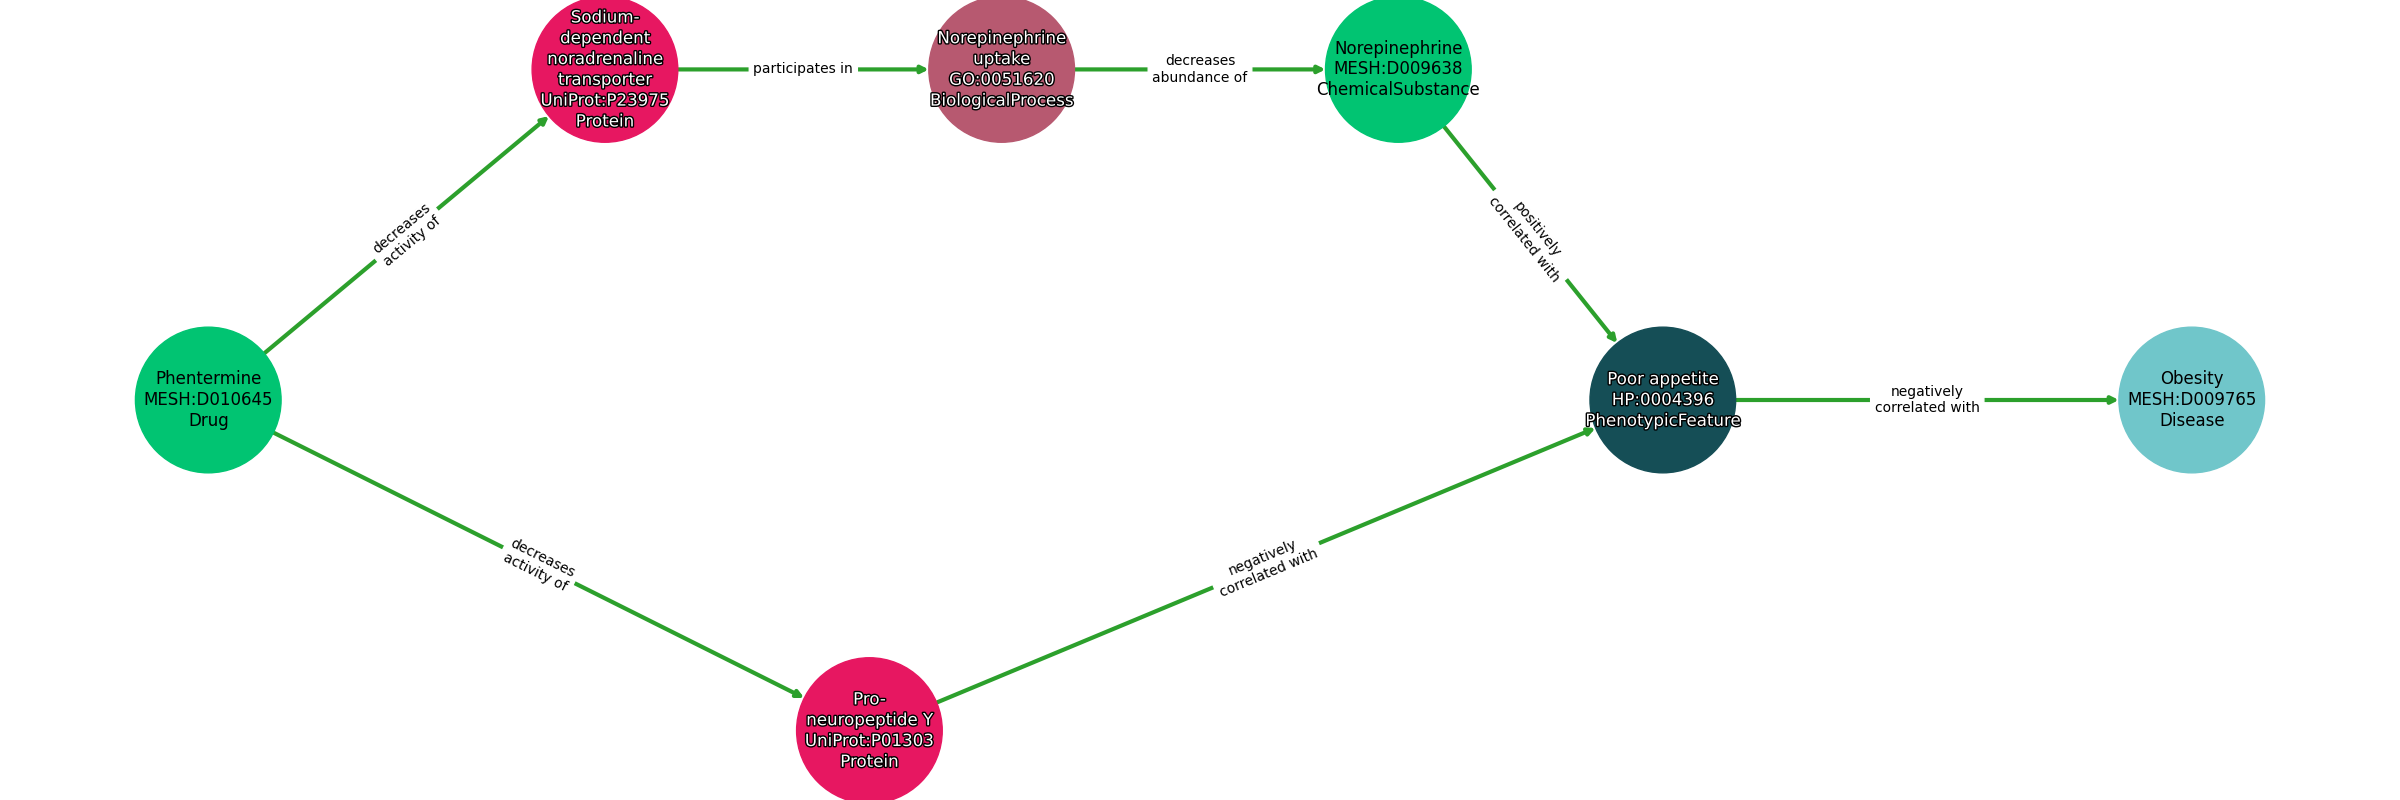 Sodium-
dependent
noradrenaline
transporter
UniProt:P23975
Protein
participates in
Norepinephrine
uptake
GO:0051620
BiologicalProcess
decreases
abundance of
Norepinephrine
MESH:D009638
ChemicalSubstance
decreases
activity of
positively
correlated with
Phentermine
MESH:D010645
Drug
Poor appetite
HP:0004396
PhenotypicFeature
negatively
correlated with
Obesity
MESH:D009765
Disease
decreases
activity of
negatively
correlated with
Pro-
neuropeptide Y
UniProt:P01303
Protein